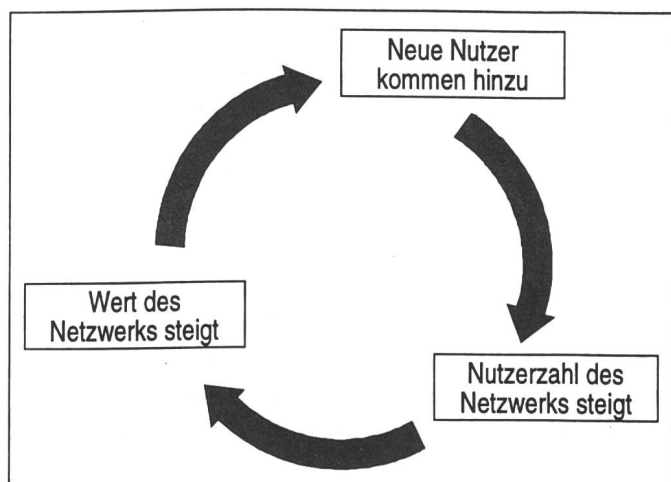 Neue Nutzer
kommen hinzu
Nutzerzahl des
Netzwerks steigt
Wert des
Netzwerks steigt